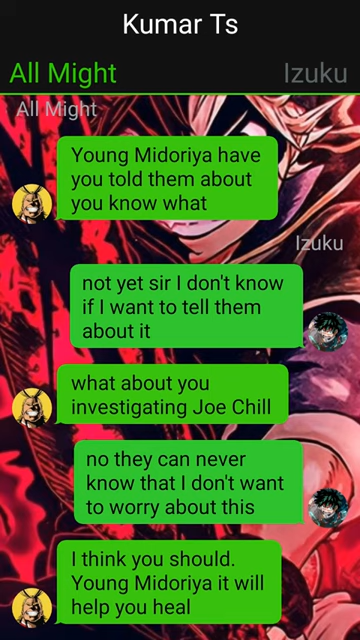 Kumar Ts
All Might Izuku
All Might
Young Midoriya have
you told them about
you know what
Izuku
not yet sir I don't know
if I want to tell them
about it
what about you
investigating Joe Chill
no they can never
know that I don't want
to worry about this
I think you should.
Young Midoriya it will
help you heal